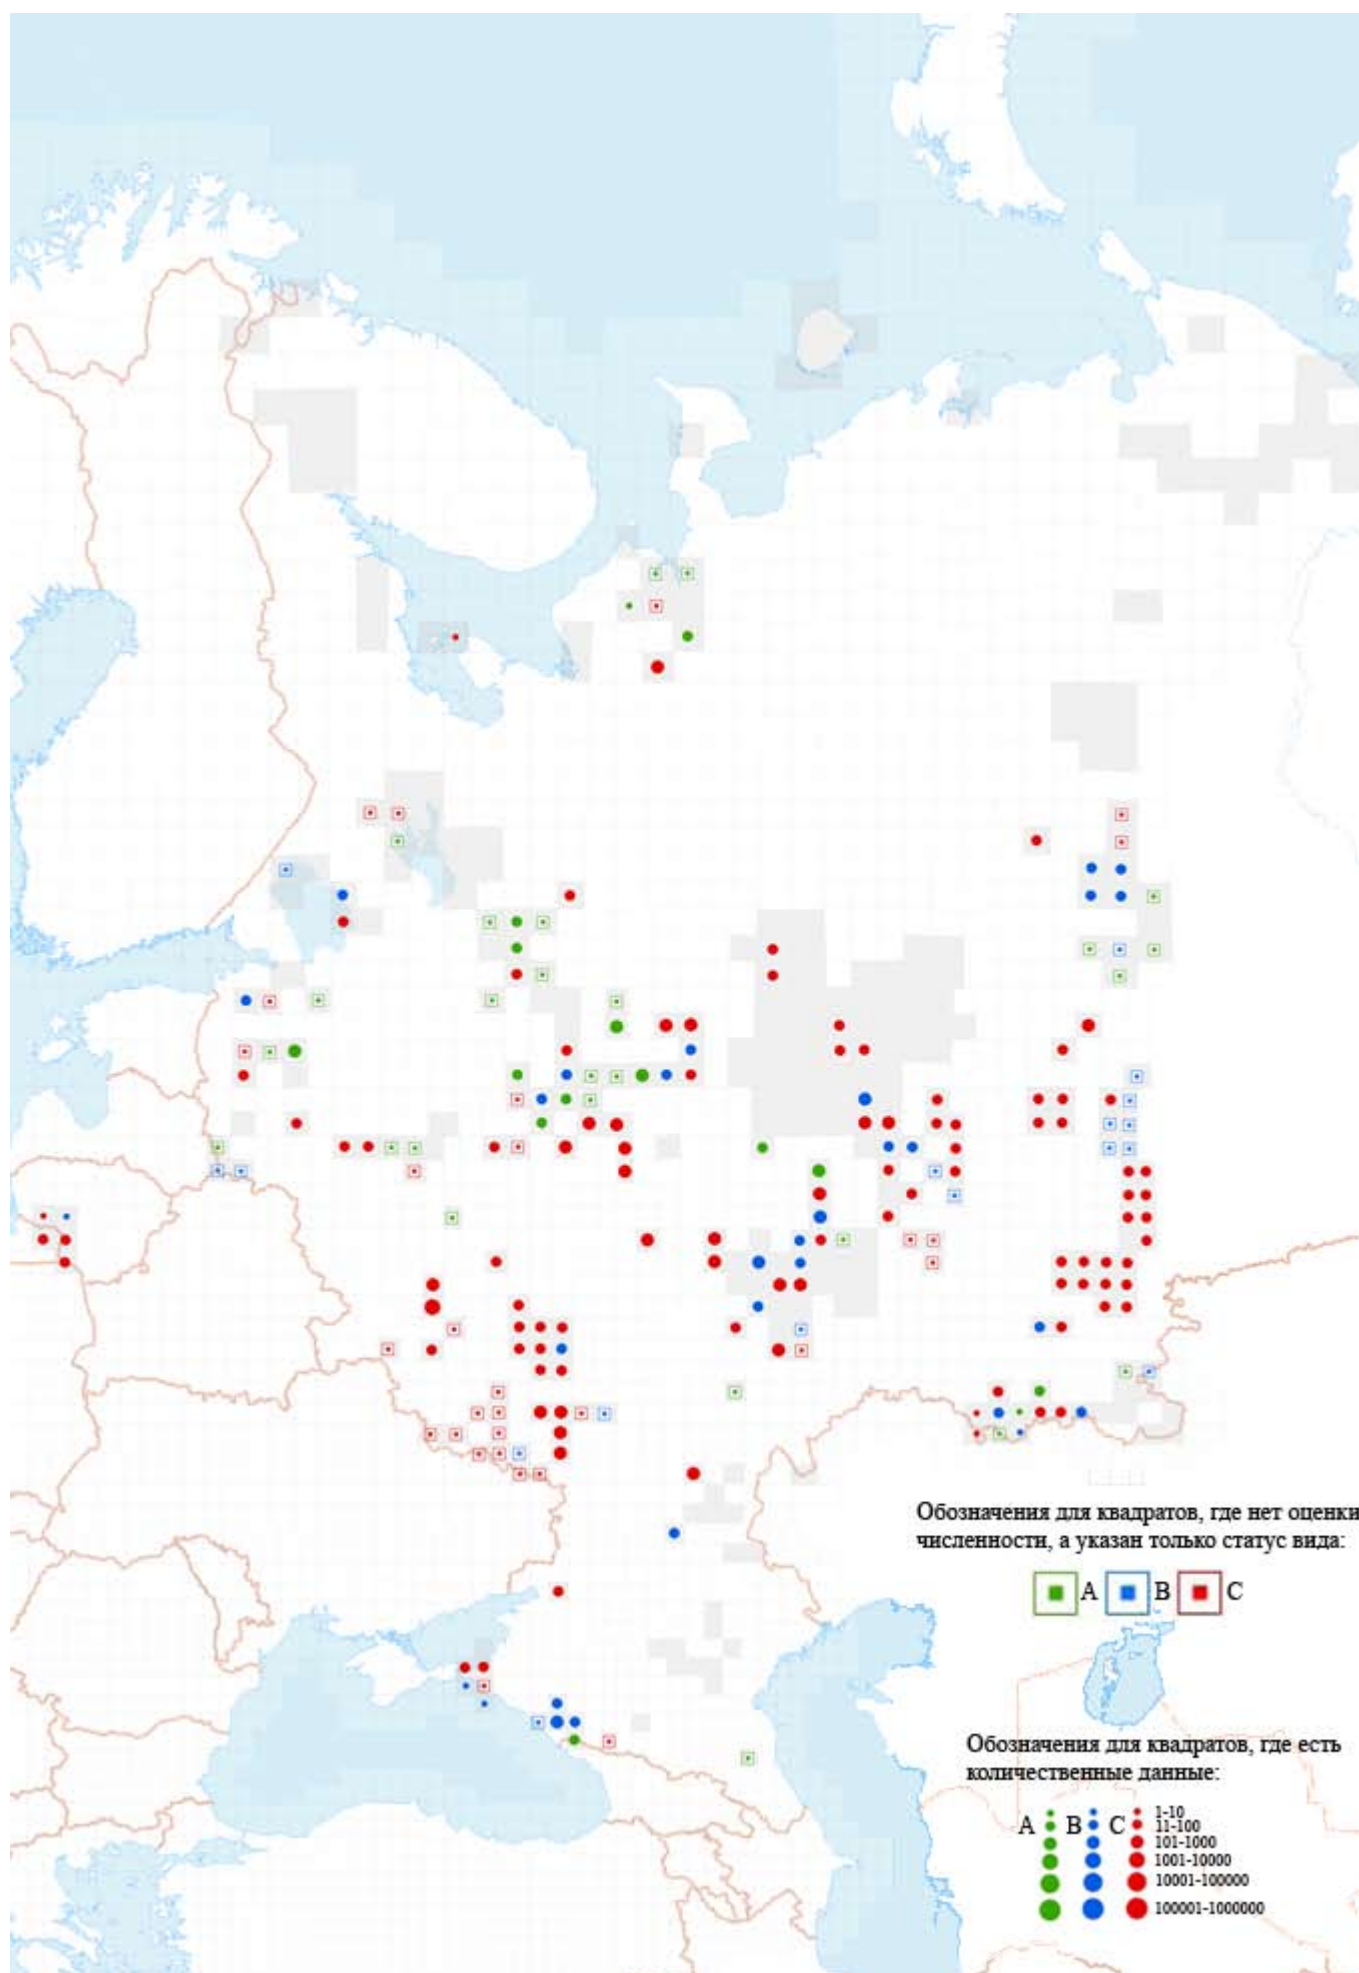 Обозначения для квадратов, где нет оценки
численности, а указан только статус вида:
A B C
Обозначения для квадратов, где есть
количественные данные:
A B C
1-10
11-100
101-1000
1001-10000
10001-100000
100001-1000000